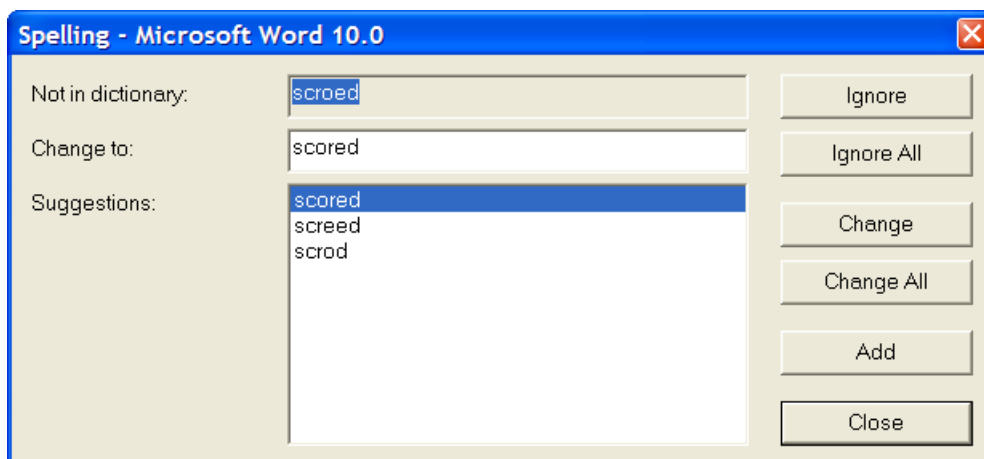 Spelling - Microsoft Word 10.0
Not in dictionary: scroed Ignore
Change to: scored Ignore All
Suggestions: scored
screed Change
scrod
Change All
Add
Close